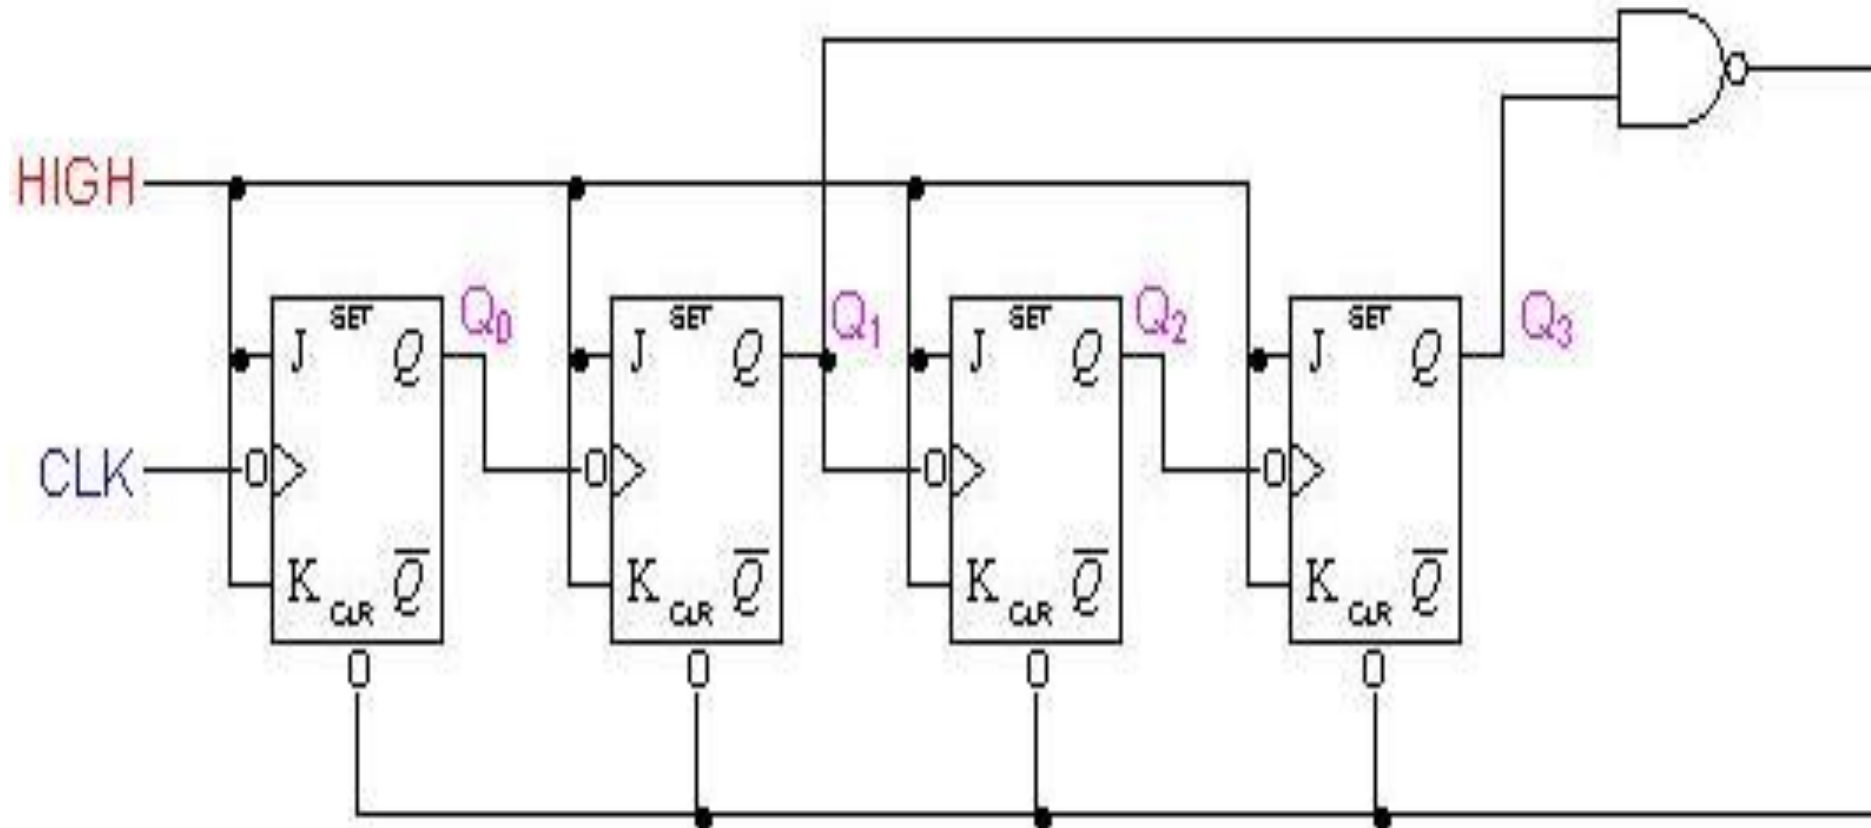 HIGH
CLK
SET
J Q
K Q̅
CLR
Q0
SET
J Q
K Q̅
CLR
Q1
SET
J Q
K Q̅
CLR
Q2
SET
J Q
K Q̅
CLR
Q3